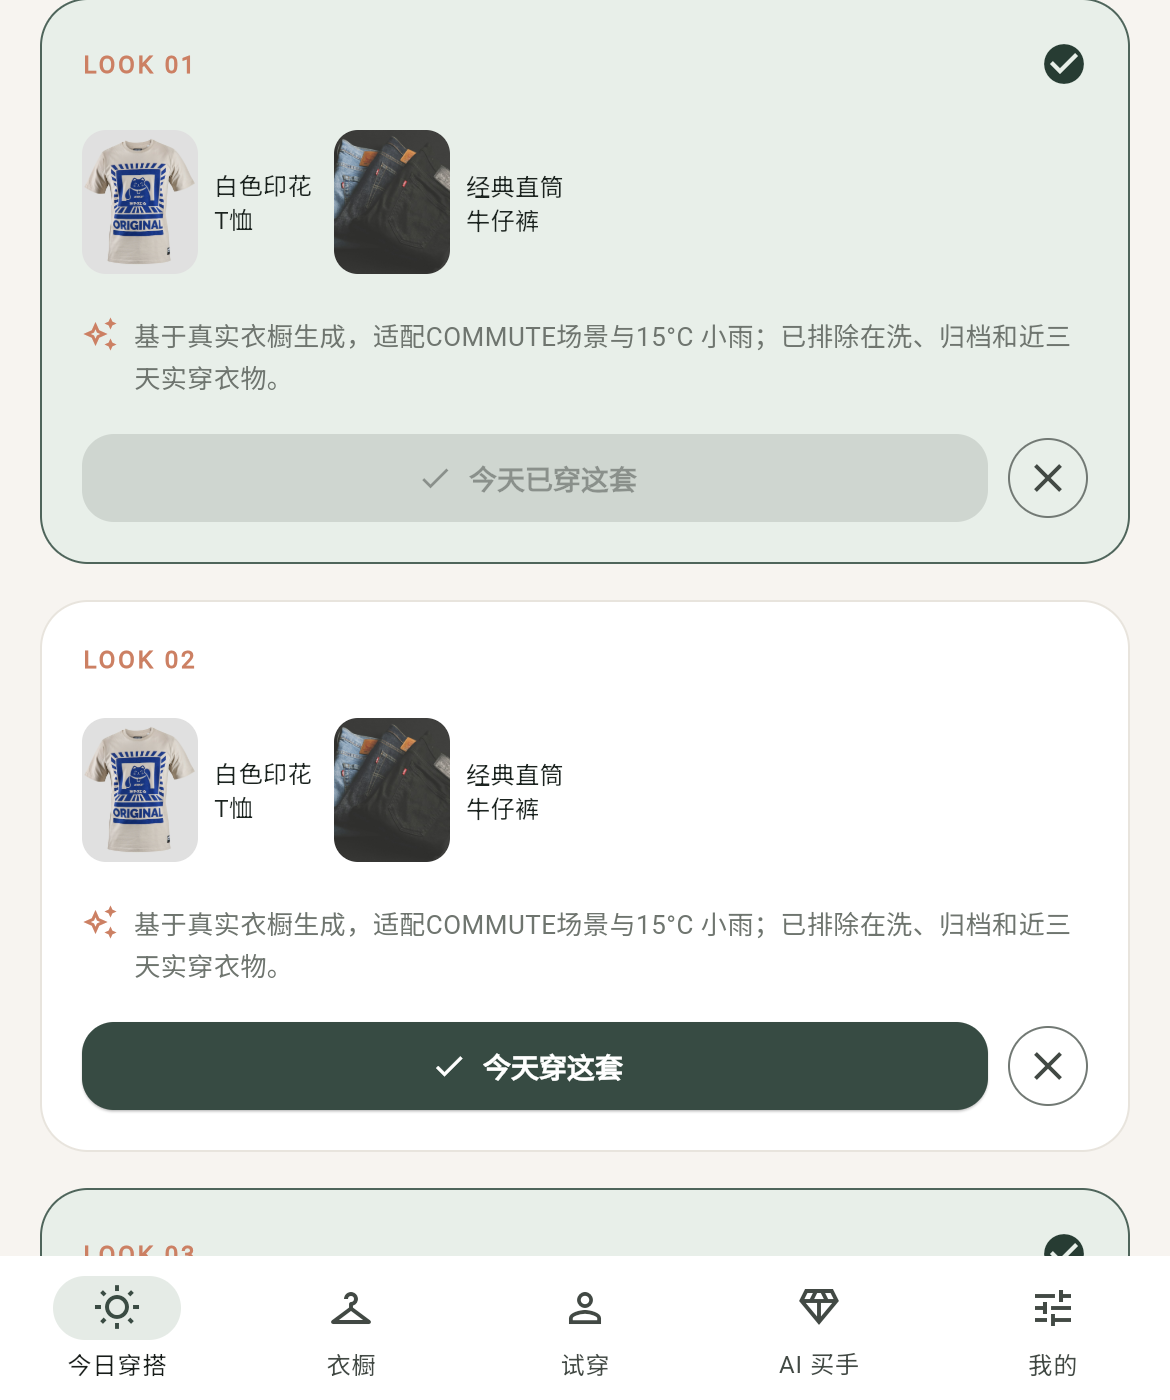 LOOK 01
白色印花
T恤
经典直筒
牛仔裤
ORIGINAL
基于真实衣橱生成，适配COMMUTE场景与15°C 小雨；已排除在洗、归档和近三
天实穿衣物。
今天已穿这套
LOOK 02
白色印花
T恤
经典直筒
牛仔裤
ORIGINAL
基于真实衣橱生成，适配COMMUTE场景与15°C 小雨；已排除在洗、归档和近三
天实穿衣物。
今天穿这套
LOOK 03
今日穿搭
衣橱
试穿
AI 买手
我的